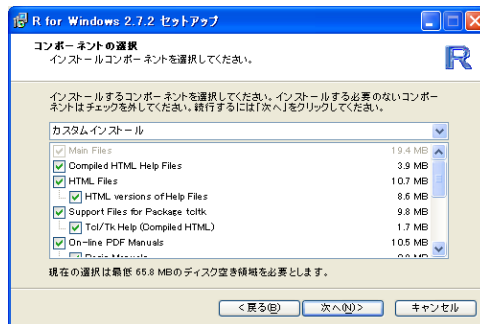 R for Windows 2.7.2 セットアップ
コンポーネントの選択
インストールコンポーネントを選択してください。
R
インストールするコンポーネントを選択してください。インストールする必要のないコンポー
ネントはチェックを外してください。続行するには「次へ」をクリックしてください。
カスタムインストール
Main Files 19.4 MB
Compiled HTML Help Files 3.9 MB
HTML Files 10.7 MB
HTML versions of Help Files 8.6 MB
Support Files for Package tcltk 9.8 MB
Tcl/Tk Help (Compiled HTML) 1.7 MB
On-line PDF Manuals 10.5 MB
現在の選択は最低 65.8 MBのディスク空き領域を必要とします。
< 戻る(B) 次へ(N)> キャンセル